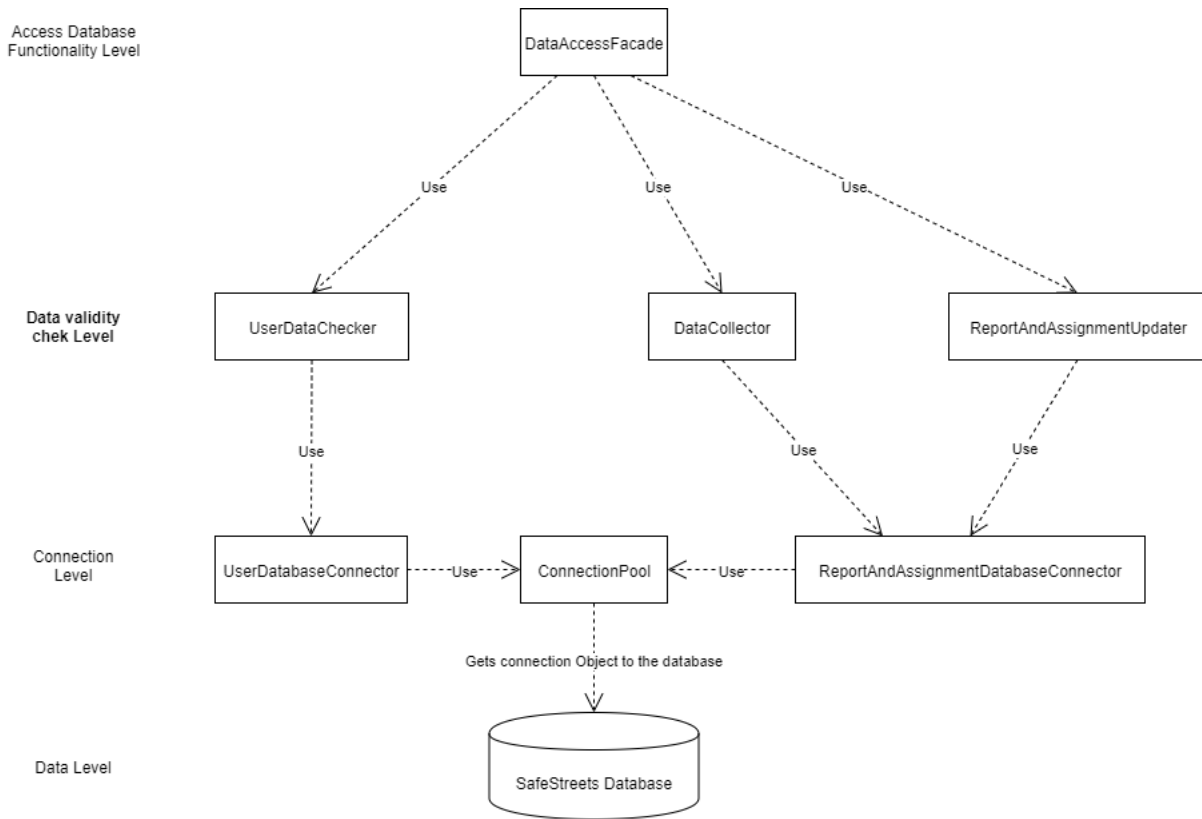 Access Database
Functionality Level
DataAccessFacade
Use
Use
Use
Data validity
chek Level
UserDataChecker
DataCollector
ReportAndAssignmentUpdater
Use
Use
Use
Connection
Level
UserDatabaseConnector
Use
ConnectionPool
Use
ReportAndAssignmentDatabaseConnector
Gets connection Object to the database
Data Level
SafeStreets Database